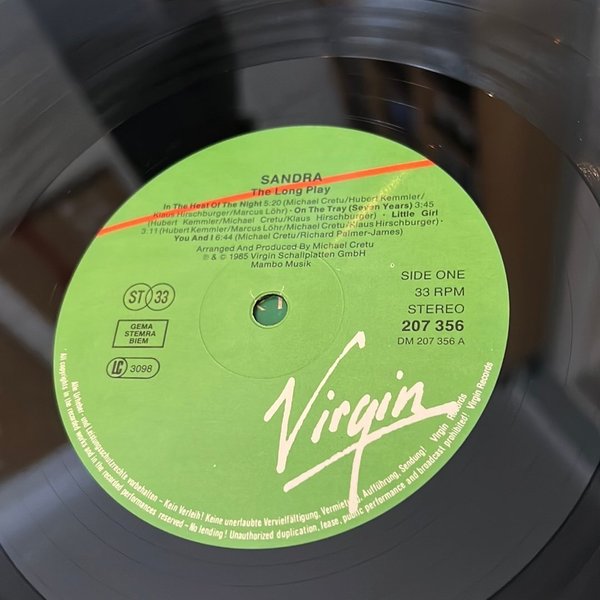 SANDRA
The Long Play
In The Heat Of The Night 5:20 (Michael Cretu/Hubert Kemmler/
Klaus Hirschburger/Marcus Löhr) · On The Tray (Seven Years) 3:45
(Hubert Kemmler/Michael Cretu/Klaus Hirschburger) · Little Girl
3:11 (Hubert Kemmler/Marcus Löhr/Michael Cretu/Klaus Hirschburger) ·
You And I 6:44 (Michael Cretu/Richard Palmer-James)
Arranged And Produced By Michael Cretu
℗ & © 1985 Virgin Schallplatten GmbH
Mambo Musik
ST 33
GEMA
STEMRA
BIEM
LC 3098
SIDE ONE
33 RPM
STEREO
207 356
DM 207 356 A
Virgin
Alle Urheber- und Leistungsschutzrechte vorbehalten – Kein Verleih! Keine unerlaubte Vervielfältigung, Vermietung, Aufführung, Sendung! Virgin Records
All copyrights in the recorded works and in the recorded performances reserved – No lending! Unauthorized duplication, lease, public performance and broadcast prohibited! Virgin Records